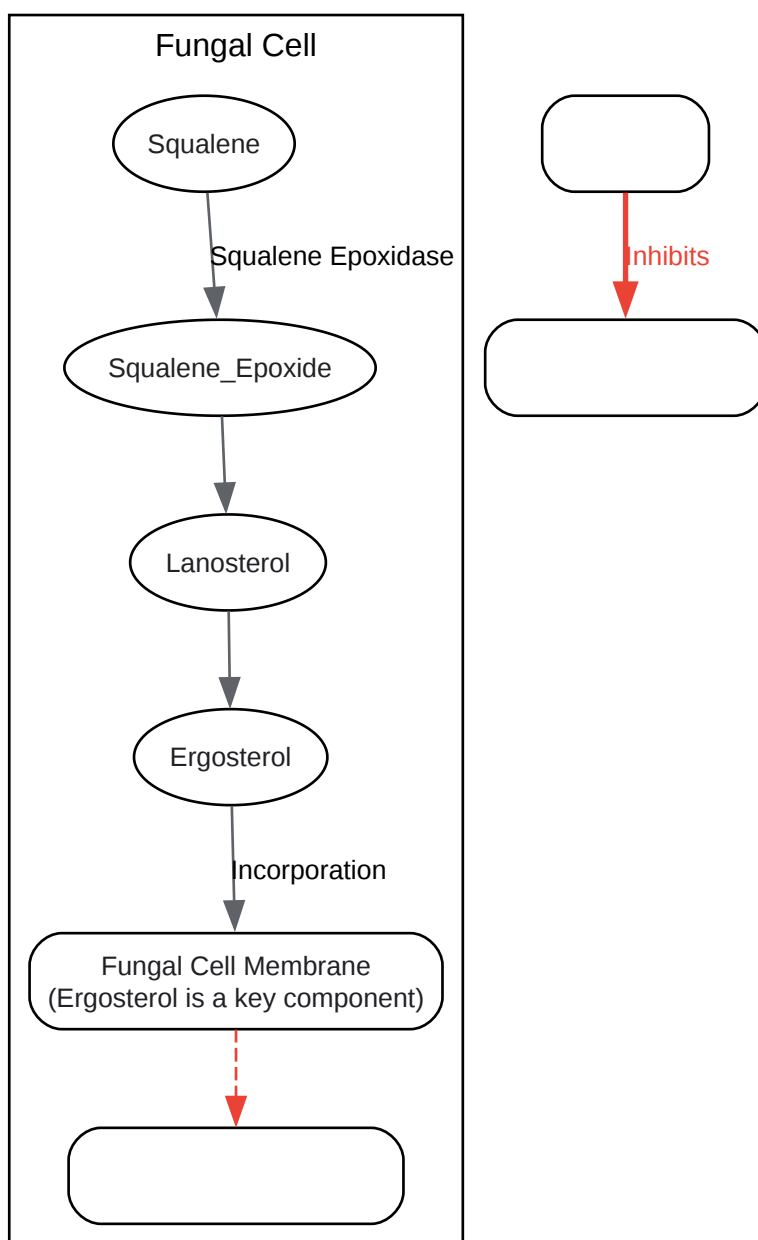 Fungal Cell
Squalene
Squalene Epoxidase
Inhibits
Squalene_Epoxide
Lanosterol
Ergosterol
Incorporation
Fungal Cell Membrane
(Ergosterol is a key component)